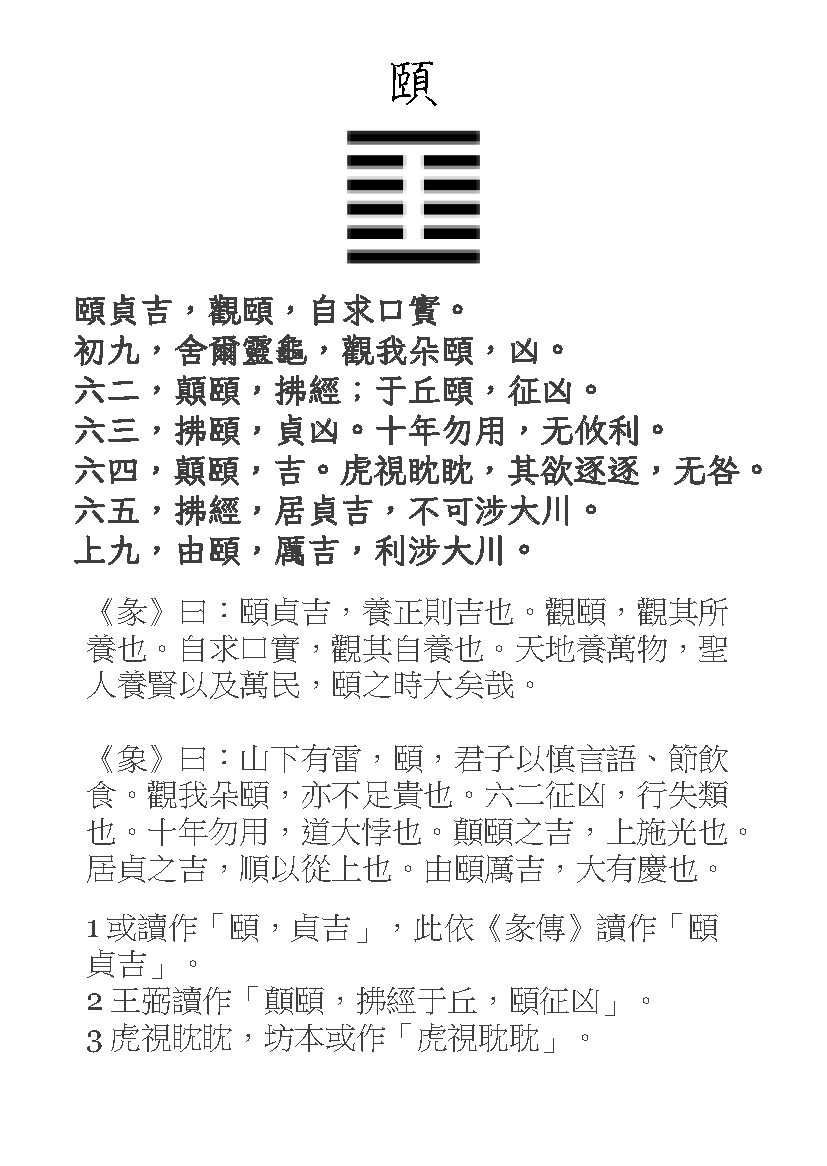 頤
頤貞吉，觀頤，自求口實。
初九，舍爾靈龜，觀我朵頤，凶。
六二，顛頤，拂經；于丘頤，征凶。
六三，拂頤，貞凶。十年勿用，无攸利。
六四，顛頤，吉。虎視眈眈，其欲逐逐，无咎。
六五，拂經，居貞吉，不可涉大川。
上九，由頤，厲吉，利涉大川。
《彖》曰：頤貞吉，養正則吉也。觀頤，觀其所
養也。自求口實，觀其自養也。天地養萬物，聖
人養賢以及萬民，頤之時大矣哉。
《象》曰：山下有雷，頤，君子以慎言語、節飲
食。觀我朵頤，亦不足貴也。六二征凶，行失類
也。十年勿用，道大悖也。顛頤之吉，上施光也。
居貞之吉，順以從上也。由頤厲吉，大有慶也。
1 或讀作「頤，貞吉」，此依《彖傳》讀作「頤
貞吉」。
2 王弼讀作「顛頤，拂經于丘，頤征凶」。
3 虎視眈眈，坊本或作「虎視耽耽」。